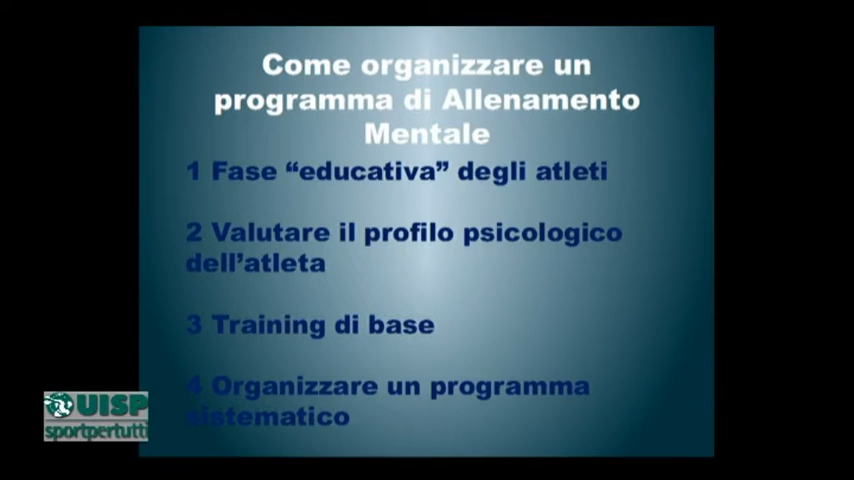 Come organizzare un
programma di Allenamento
Mentale
1 Fase “educativa” degli atleti
2 Valutare il profilo psicologico
dell’atleta
3 Training di base
4 Organizzare un programma
sistematico
UISP
sportpertutti